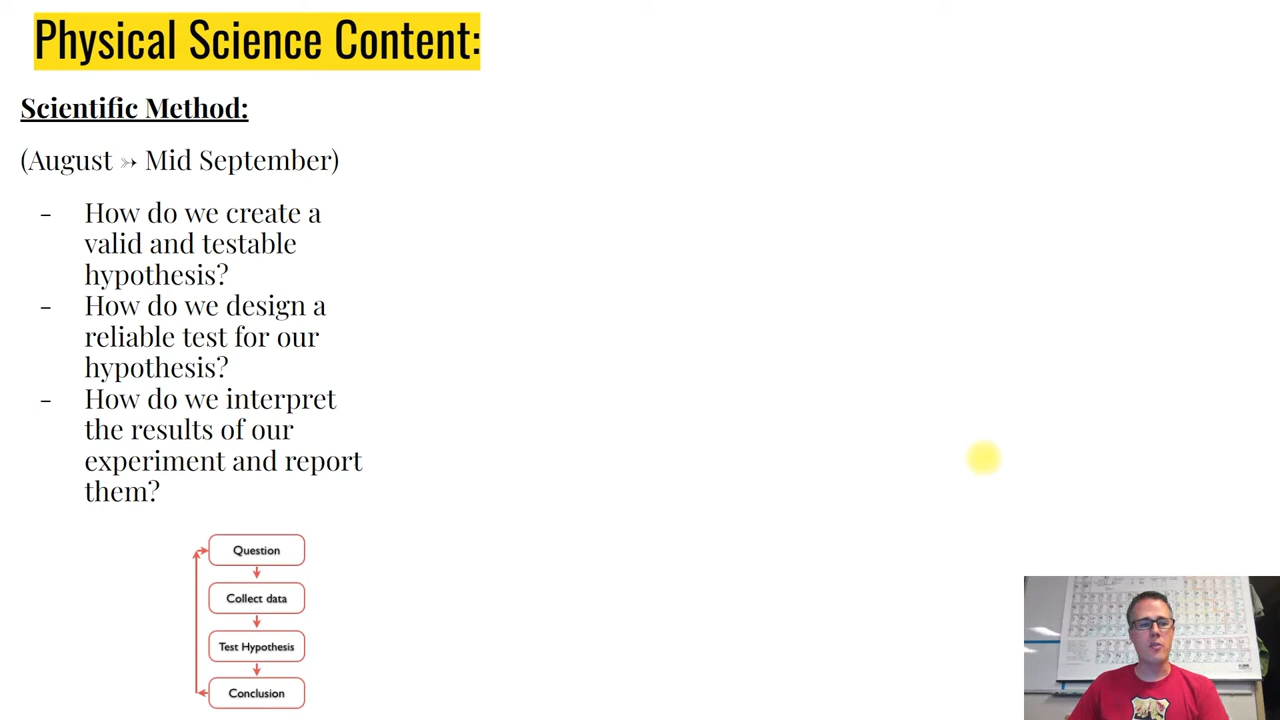 Physical Science Content:
Scientific Method:
(August ➳ Mid September)
- How do we create a
valid and testable
hypothesis?
- How do we design a
reliable test for our
hypothesis?
- How do we interpret
the results of our
experiment and report
them?
Question
Collect data
Test Hypothesis
Conclusion